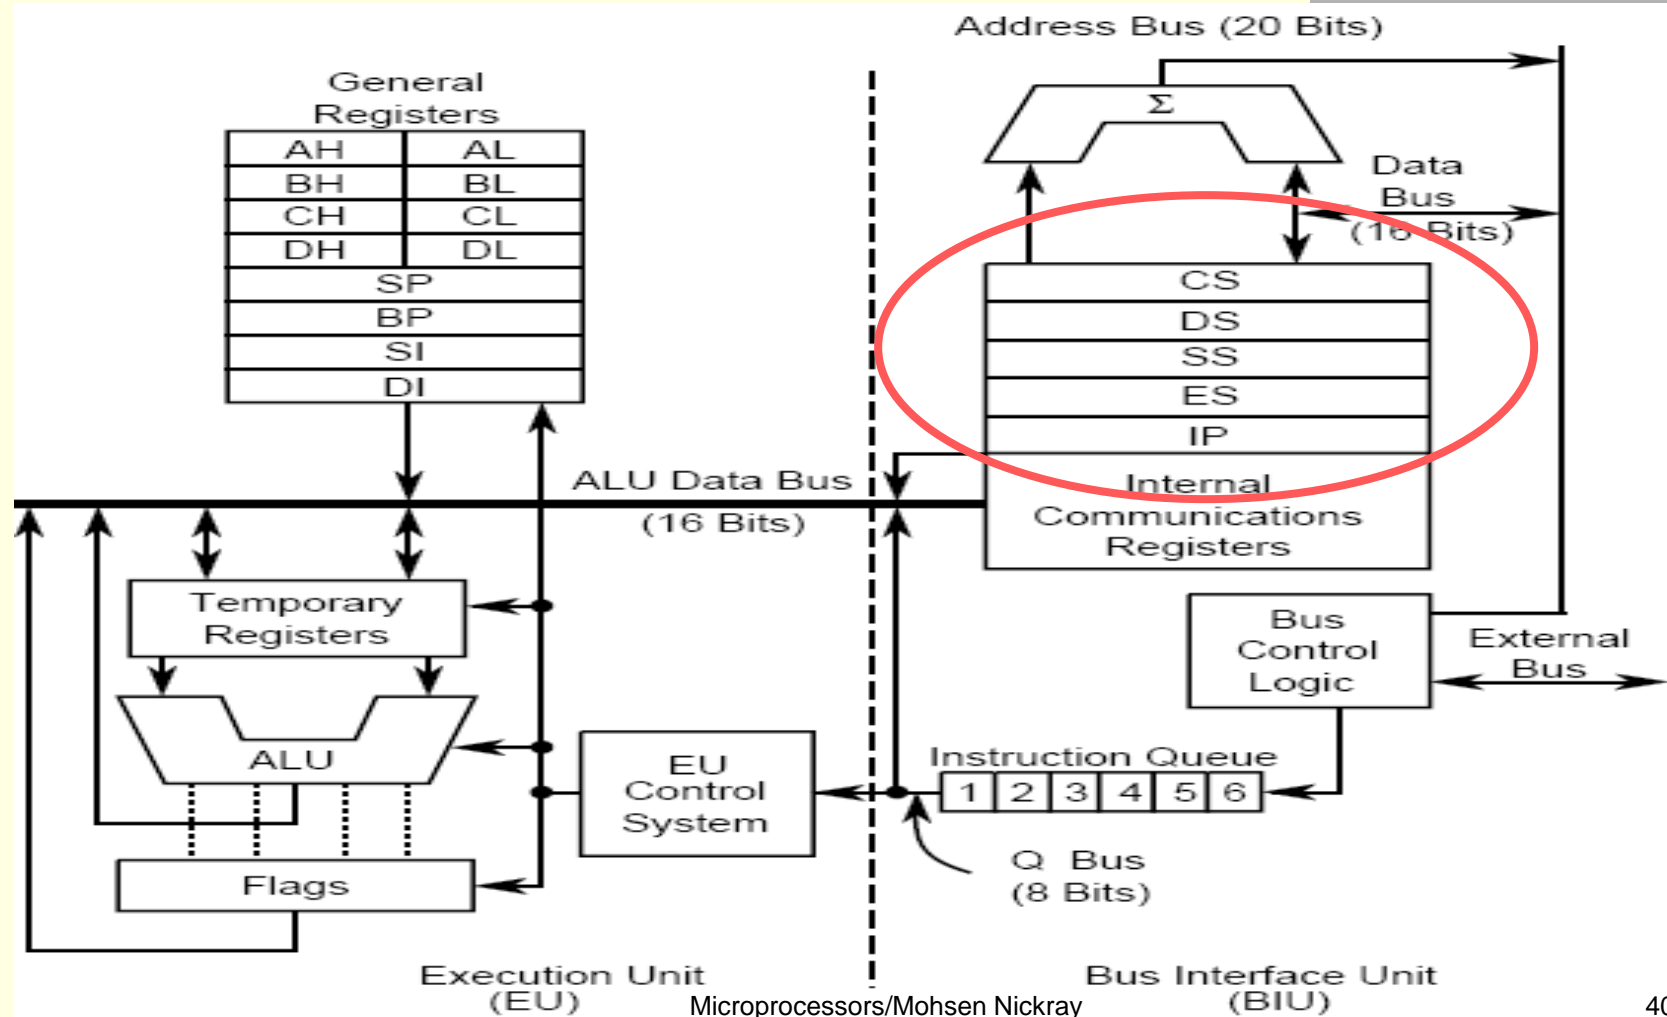 Address Bus (20 Bits)
General
Registers
AH AL
BH BL
CH CL
DH DL
SP
BP
SI
DI
Σ
Data
Bus
(16 Bits)
CS
DS
SS
ES
IP
Internal
Communications
Registers
ALU Data Bus
(16 Bits)
Temporary
Registers
ALU
Flags
EU
Control
System
Bus
Control
Logic
External
Bus
Instruction Queue
1 2 3 4 5 6
Q Bus
(8 Bits)
Execution Unit
(EU)
Bus Interface Unit
(BIU)
Microprocessors/Mohsen Nickray
40